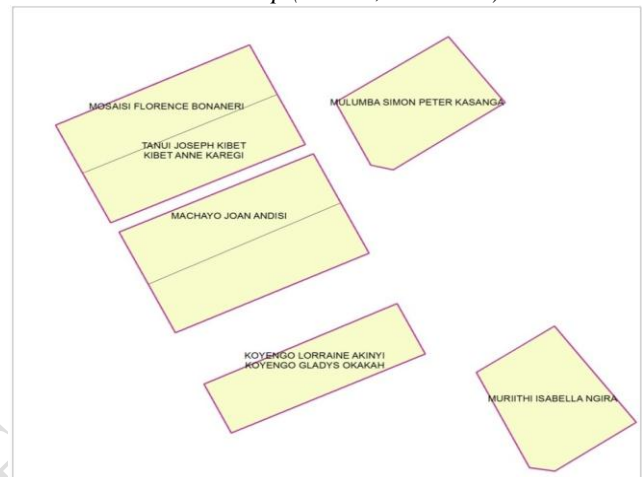 MOSAISI FLORENCE BONANERI
MULUMBA SIMON PETER KASANGA
TANUI JOSEPH KIBET
KIBET ANNE KAREGI
MACHAYO JOAN ANDISI
KOYENGO LORRAINE AKINYI
KOYENGO GLADYS OKAKAH
MURIITHI ISABELLA NGIRA